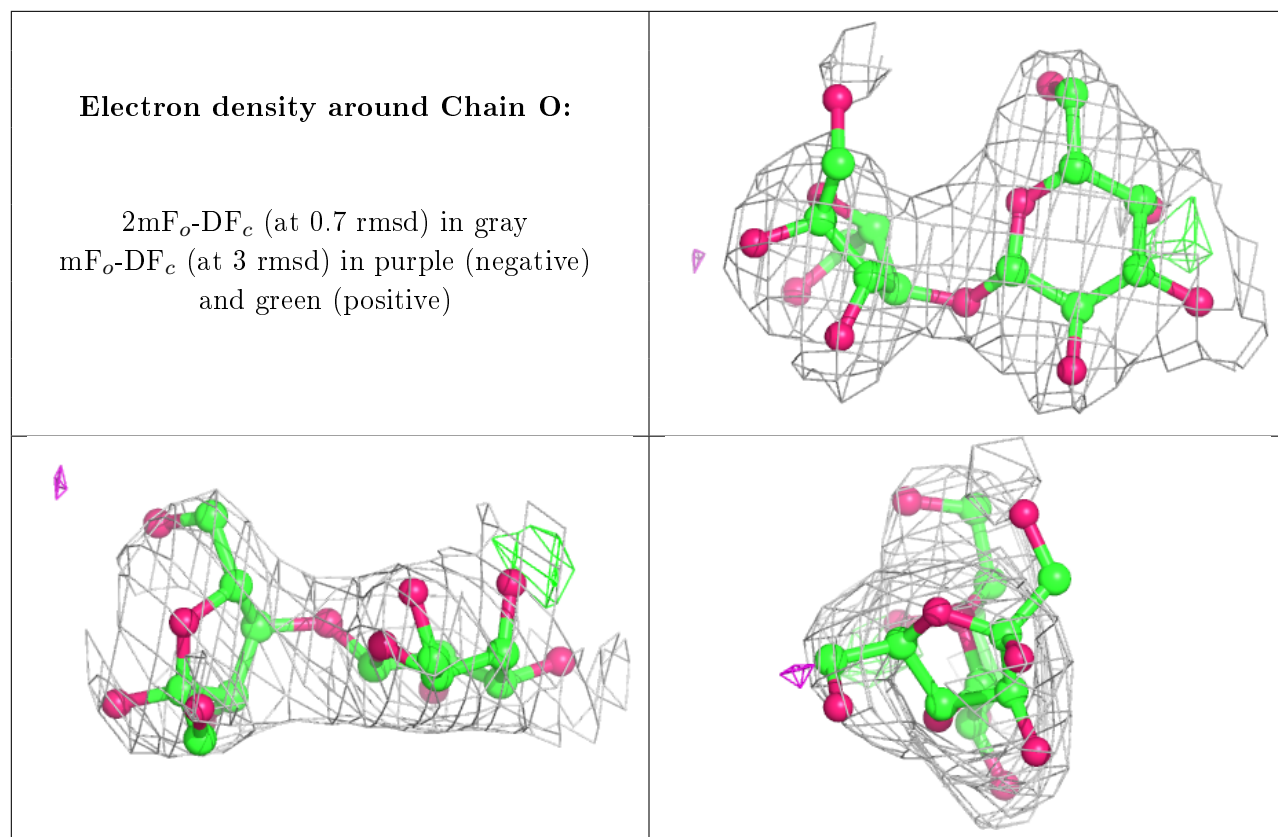 Electron density around Chain O:
2mFo-DFc (at 0.7 rmsd) in gray
mFo-DFc (at 3 rmsd) in purple (negative)
and green (positive)